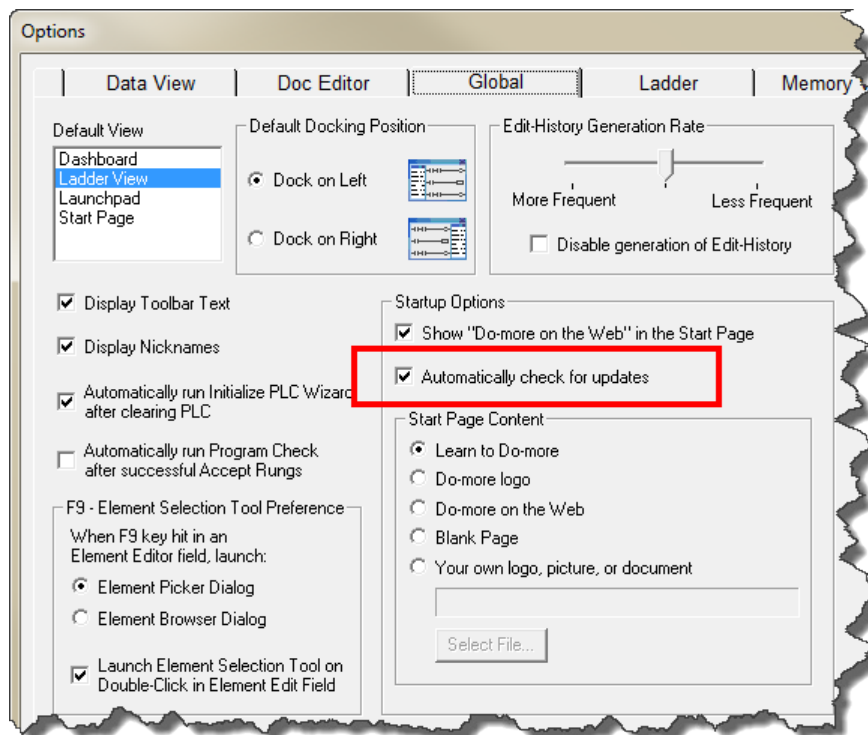 Options
Data View
Doc Editor
Global
Ladder
Memory
Default View
Dashboard
Ladder View
Launchpad
Start Page
Default Docking Position
Dock on Left
Dock on Right
Edit-History Generation Rate
More Frequent
Less Frequent
Disable generation of Edit-History
Display Toolbar Text
Display Nicknames
Automatically run Initialize PLC Wizard
after clearing PLC
Automatically run Program Check
after successful Accept Rungs
F9 - Element Selection Tool Preference
When F9 key hit in an
Element Editor field, launch:
Element Picker Dialog
Element Browser Dialog
Launch Element Selection Tool on
Double-Click in Element Edit Field
Startup Options
Show "Do-more on the Web" in the Start Page
Automatically check for updates
Start Page Content
Learn to Do-more
Do-more logo
Do-more on the Web
Blank Page
Your own logo, picture, or document
Select File...